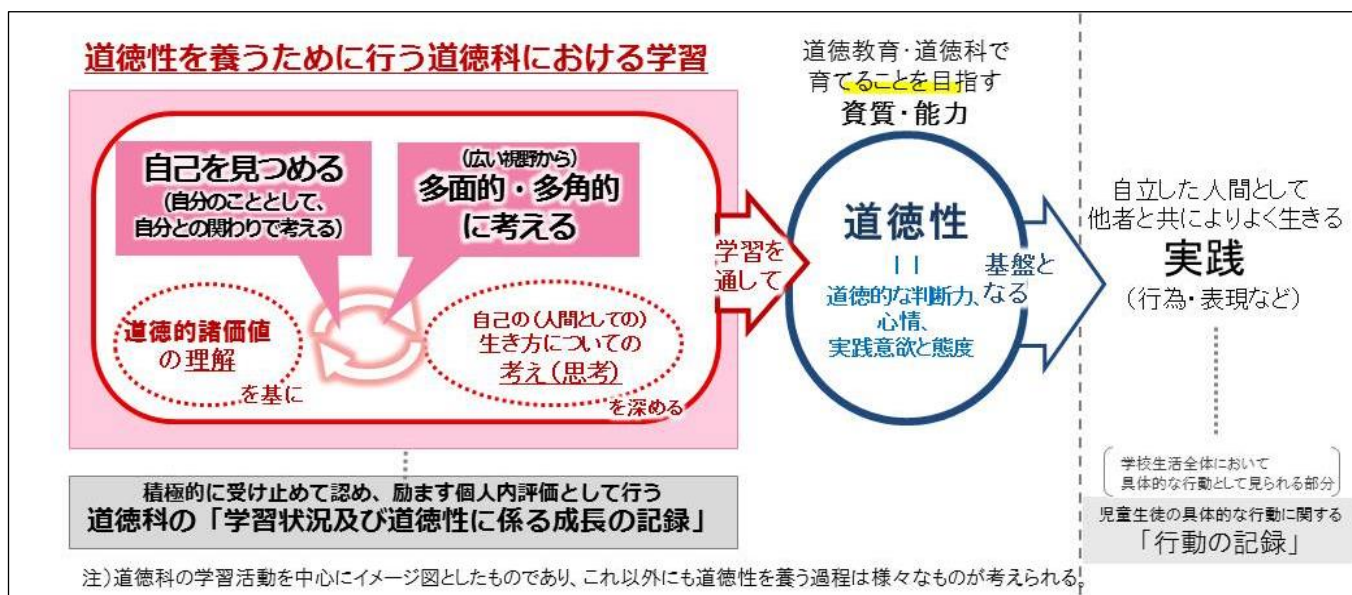 道徳性を養うために行う道徳科における学習
自己を見つめる
(自分のこととして、
自分との関わりで考える)
(広い視野から)
多面的・多角的
に考える
道徳的諸価値
の理解
を基に
自己の(人間としての)
生き方についての
考え(思考)
を深める
学習を
通して
道徳教育・道徳科で
育てることを目指す
資質・能力
道徳性
||
道徳的な判断力、
心情、
実践意欲と態度
基盤と
なる
自立した人間として
他者と共によりよく生きる
実践
(行為・表現など)
積極的に受け止めて認め、励ます個人内評価として行う
道徳科の「学習状況及び道徳性に係る成長の記録」
学校生活全体において
具体的な行動として見られる部分
児童生徒の具体的な行動に関する
「行動の記録」
注)道徳科の学習活動を中心にイメージ図としたものであり、これ以外にも道徳性を養う過程は様々なものが考えられる。